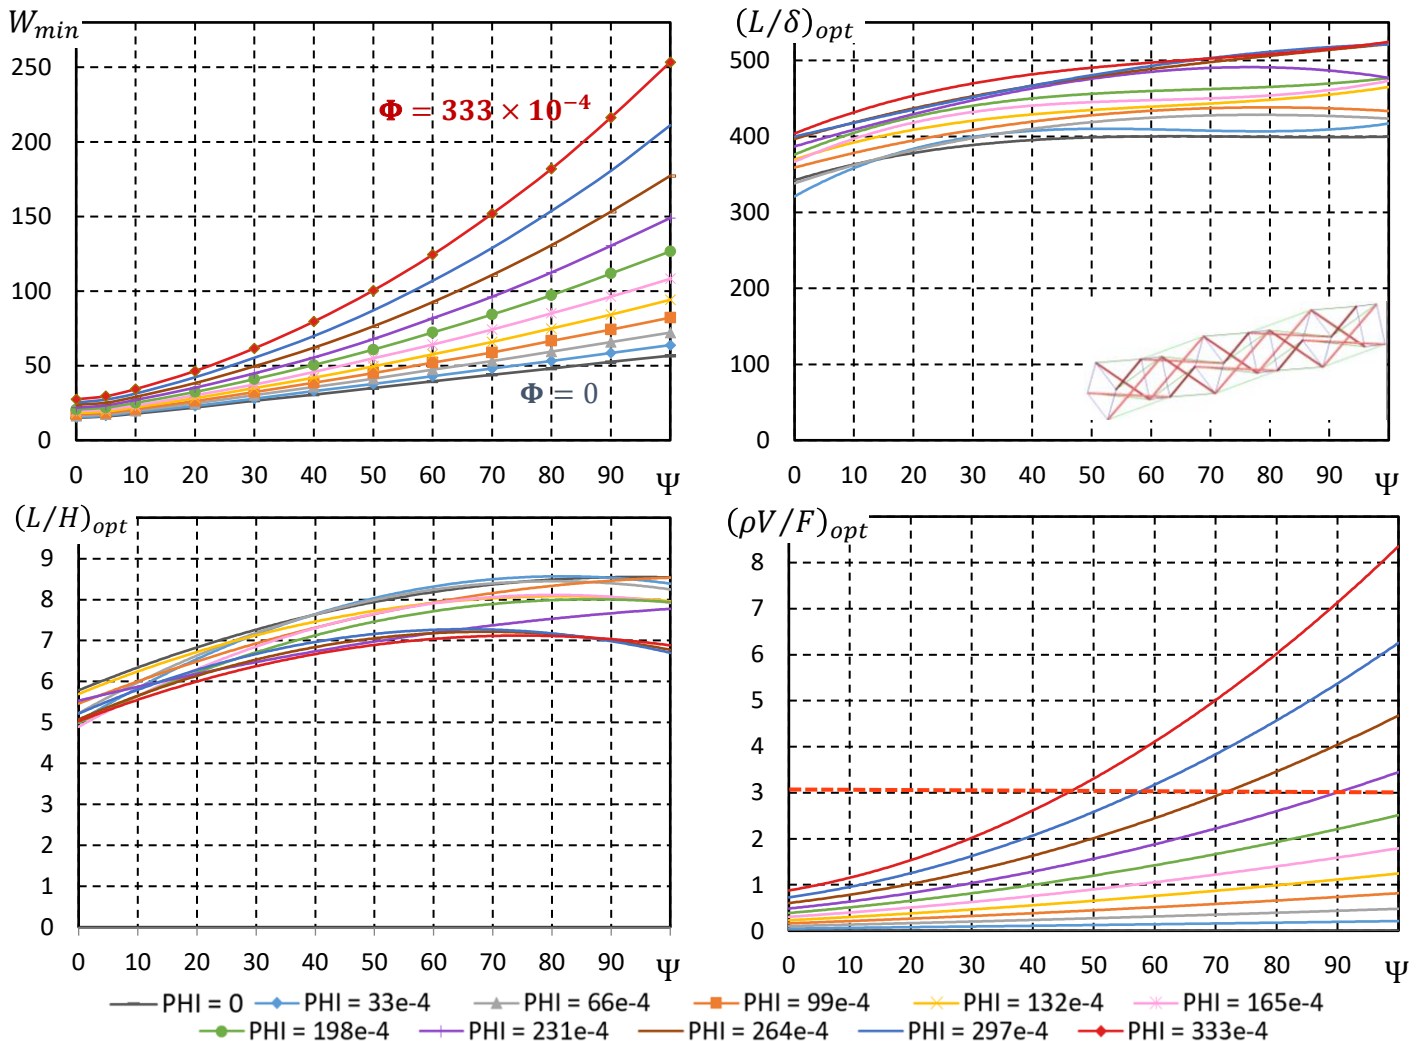 W_min
250
200
150
100
50
0
0 10 20 30 40 50 60 70 80 90 Ψ
Φ = 333 × 10⁻⁴
Φ = 0
(L/δ)_opt
500
400
300
200
100
0
0 10 20 30 40 50 60 70 80 90 Ψ
(L/H)_opt
9
8
7
6
5
4
3
2
1
0
0 10 20 30 40 50 60 70 80 90 Ψ
(ρV/F)_opt
8
7
6
5
4
3
2
1
0
0 10 20 30 40 50 60 70 80 90 Ψ
PHI = 0 PHI = 33e-4 PHI = 66e-4 PHI = 99e-4 PHI = 132e-4 PHI = 165e-4
PHI = 198e-4 PHI = 231e-4 PHI = 264e-4 PHI = 297e-4 PHI = 333e-4